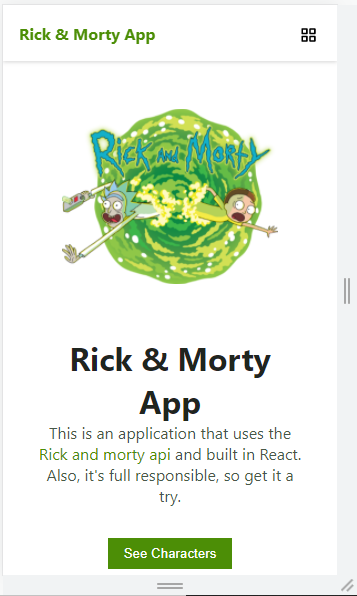 Rick & Morty App
Rick and Morty
Rick & Morty
App
This is an application that uses the
Rick and morty api and built in React.
Also, it's full responsible, so get it a
try.
See Characters